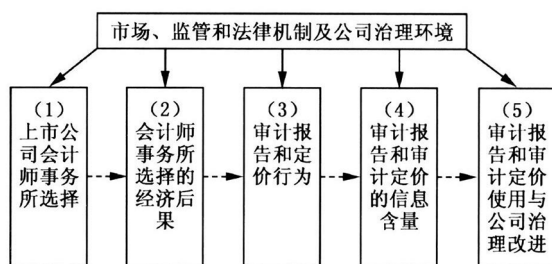 市场、监管和法律机制及公司治理环境
（1）
上市公
司会计
师事务
所选择
（2）
会计师
事务所
选择的
经济后
果
（3）
审计报
告和定
价行为
（4）
审计报
告和审
计定价
的信息
含量
（5）
审计报
告和审
计定价
使用与
公司治
理改进